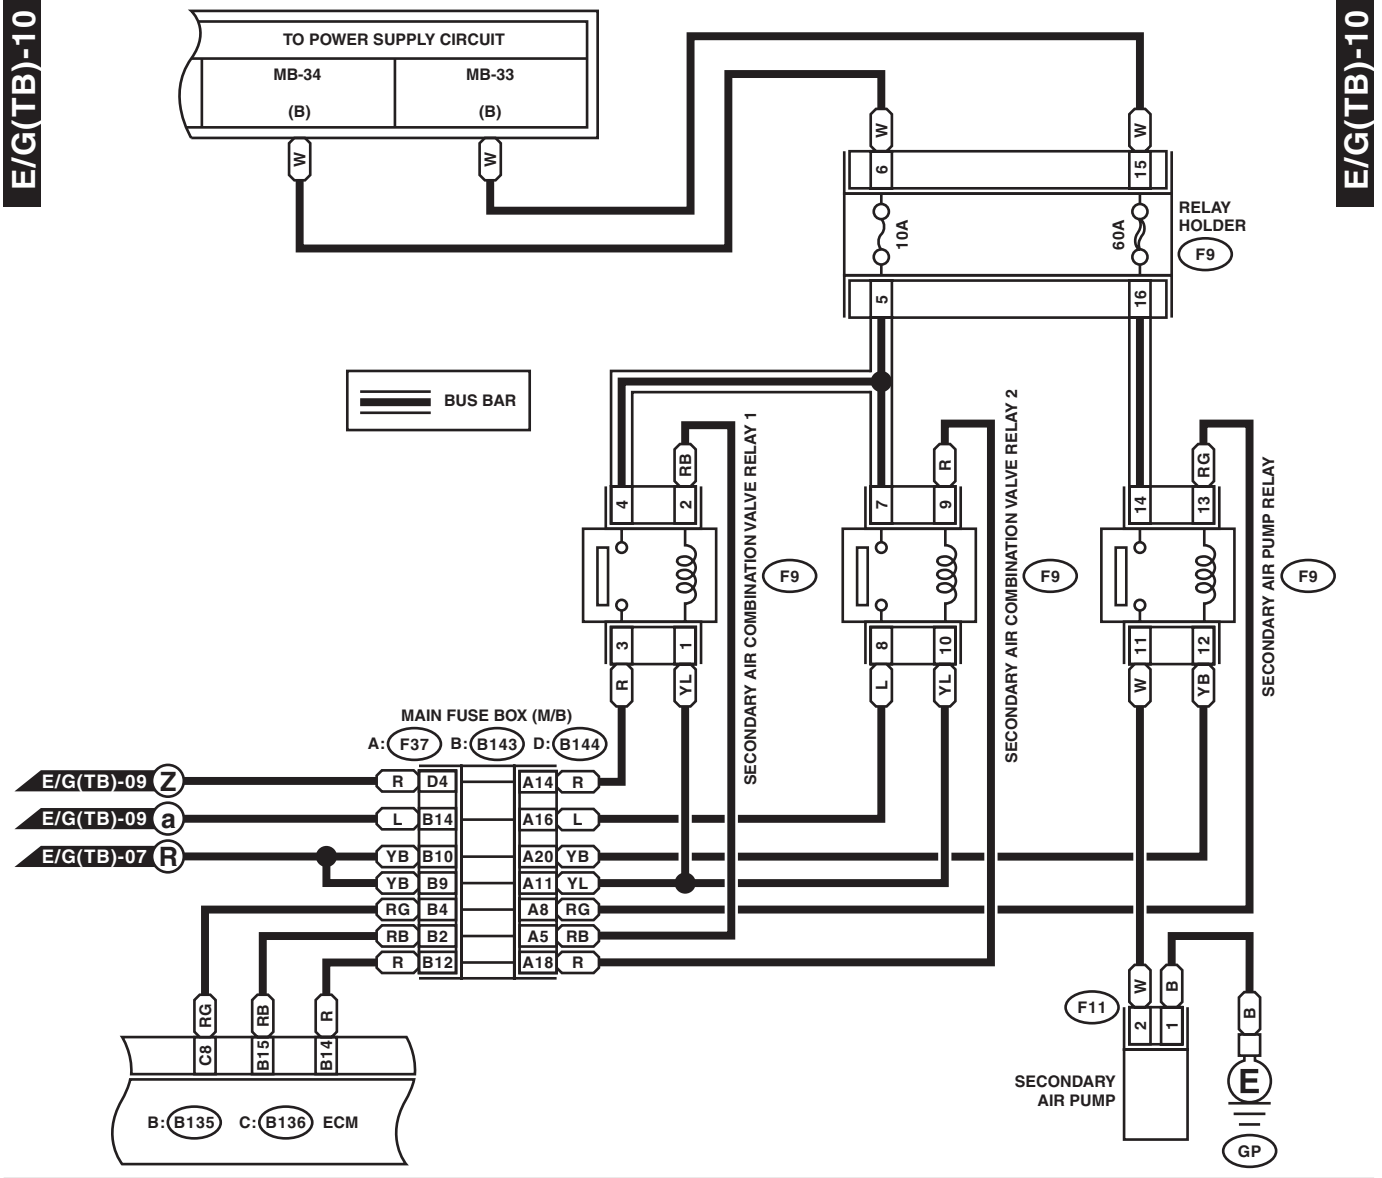 E/G(TB)-10
E/G(TB)-10
TO POWER SUPPLY CIRCUIT
MB-34
MB-33
(B)
(B)
W
W
W
W
6
15
10A
60A
RELAY
HOLDER
F9
5
16
BUS BAR
RB
R
RG
4
2
7
9
14
13
SECONDARY AIR COMBINATION VALVE RELAY 1
SECONDARY AIR COMBINATION VALVE RELAY 2
SECONDARY AIR PUMP RELAY
F9
F9
F9
3
1
8
10
11
12
R
YL
L
YL
W
YB
MAIN FUSE BOX (M/B)
A: F37 B: B143 D: B144
E/G(TB)-09 Z R D4 A14 R
E/G(TB)-09 a L B14 A16 L
E/G(TB)-07 R YB B10 A20 YB
YB B9 A11 YL
RG B4 A8 RG
RB B2 A5 RB
R B12 A18 R
RG
RB
R
C8
B15
B14
B: B135 C: B136 ECM
W
B
B
F11
2
1
SECONDARY
AIR PUMP
E
GP